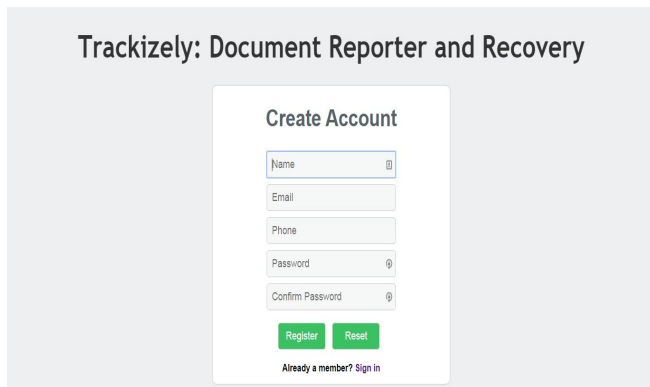 Trackizely: Document Reporter and Recovery
Create Account
Name
Email
Phone
Password
Confirm Password
Register Reset
Already a member? Sign in